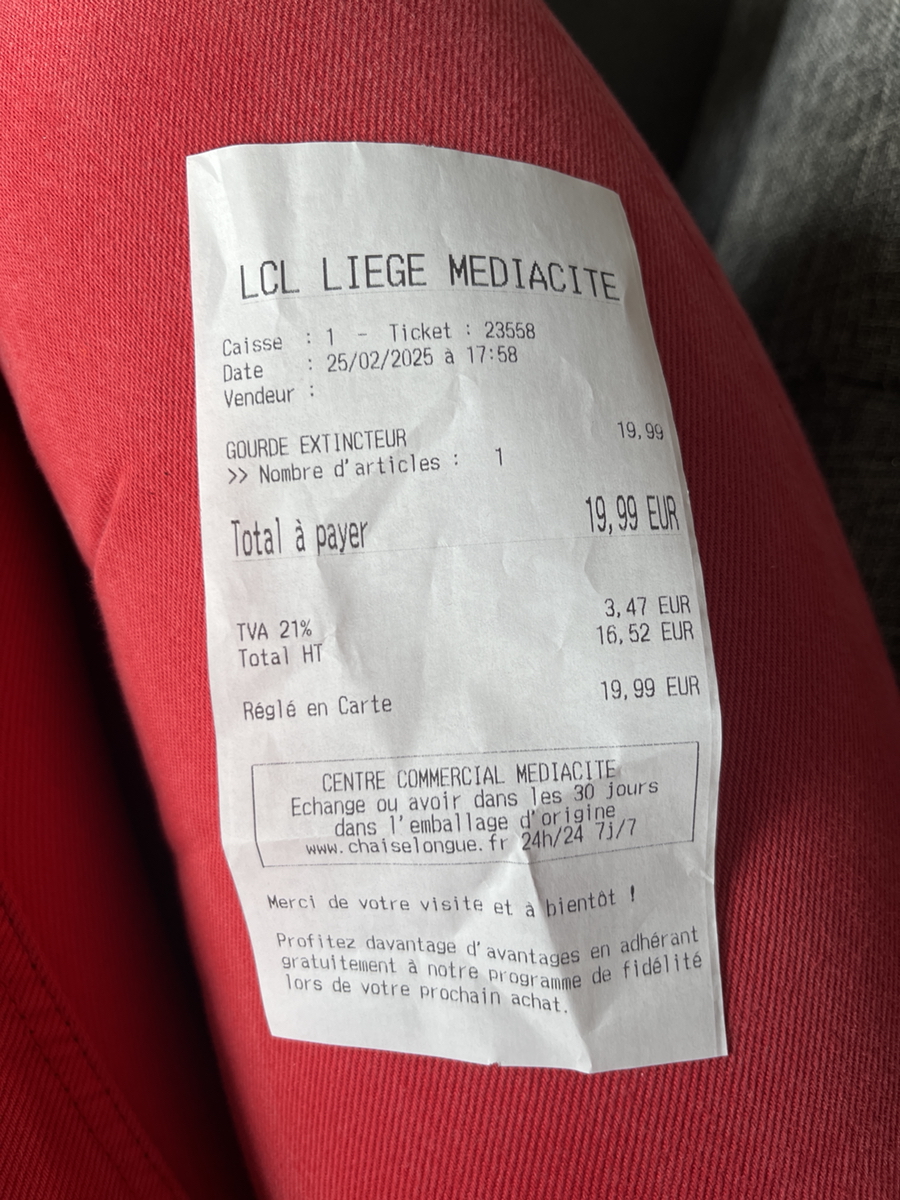 LCL LIEGE MEDIACITE
Caisse : 1 - Ticket : 23558
Date : 25/02/2025 à 17:58
Vendeur :
GOURDE EXTINCTEUR 19,99
>> Nombre d'articles : 1
Total à payer 19,99 EUR
TVA 21% 3,47 EUR
Total HT 16,52 EUR
Réglé en Carte 19,99 EUR
CENTRE COMMERCIAL MEDIACITE
Echange ou avoir dans les 30 jours
dans l'emballage d'origine
www.chaiselongue.fr 24h/24 7j/7
Merci de votre visite et à bientôt !
Profitez davantage d'avantages en adhérant
gratuitement à notre programme de fidélité
lors de votre prochain achat.